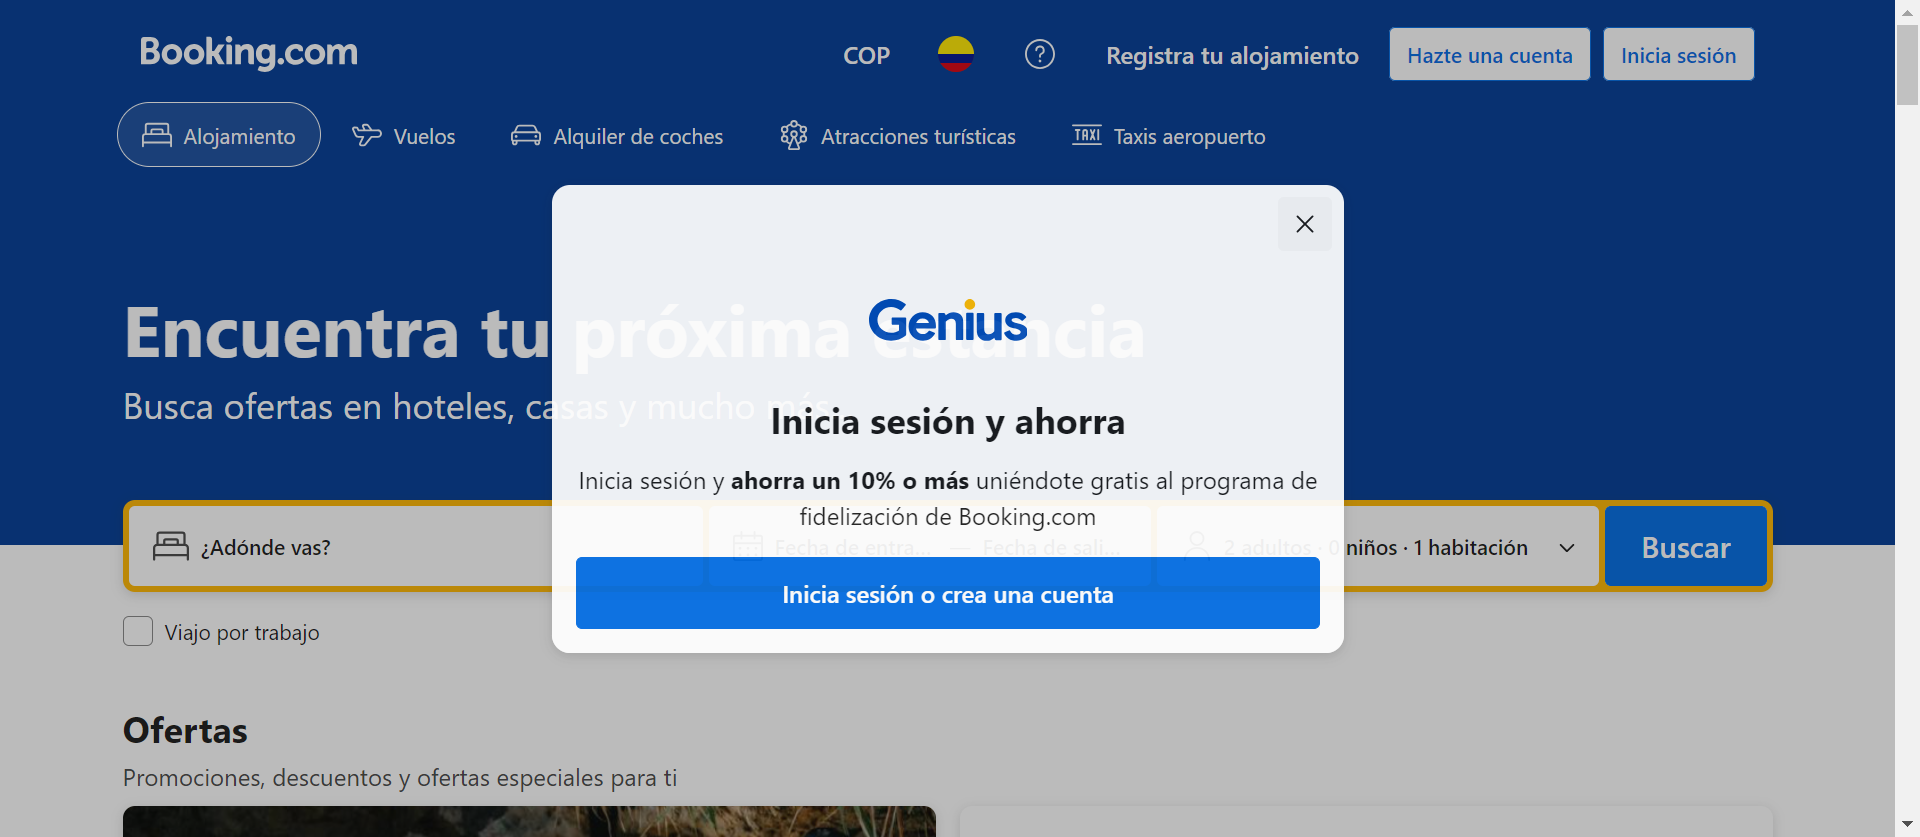 Booking.com
COP
Registra tu alojamiento
Hazte una cuenta
Inicia sesión
Alojamiento
Vuelos
Alquiler de coches
Atracciones turísticas
TAXI
Taxis aeropuerto
Encuentra tu próxima estancia
Busca ofertas en hoteles, casas y mucho más
Genius
Inicia sesión y ahorra
Inicia sesión y ahorra un 10% o más uniéndote gratis al programa de
fidelización de Booking.com
Inicia sesión o crea una cuenta
¿Adónde vas?
Fecha de entra... — Fecha de sali...
2 adultos · 0 niños · 1 habitación
Buscar
Viajo por trabajo
Ofertas
Promociones, descuentos y ofertas especiales para ti